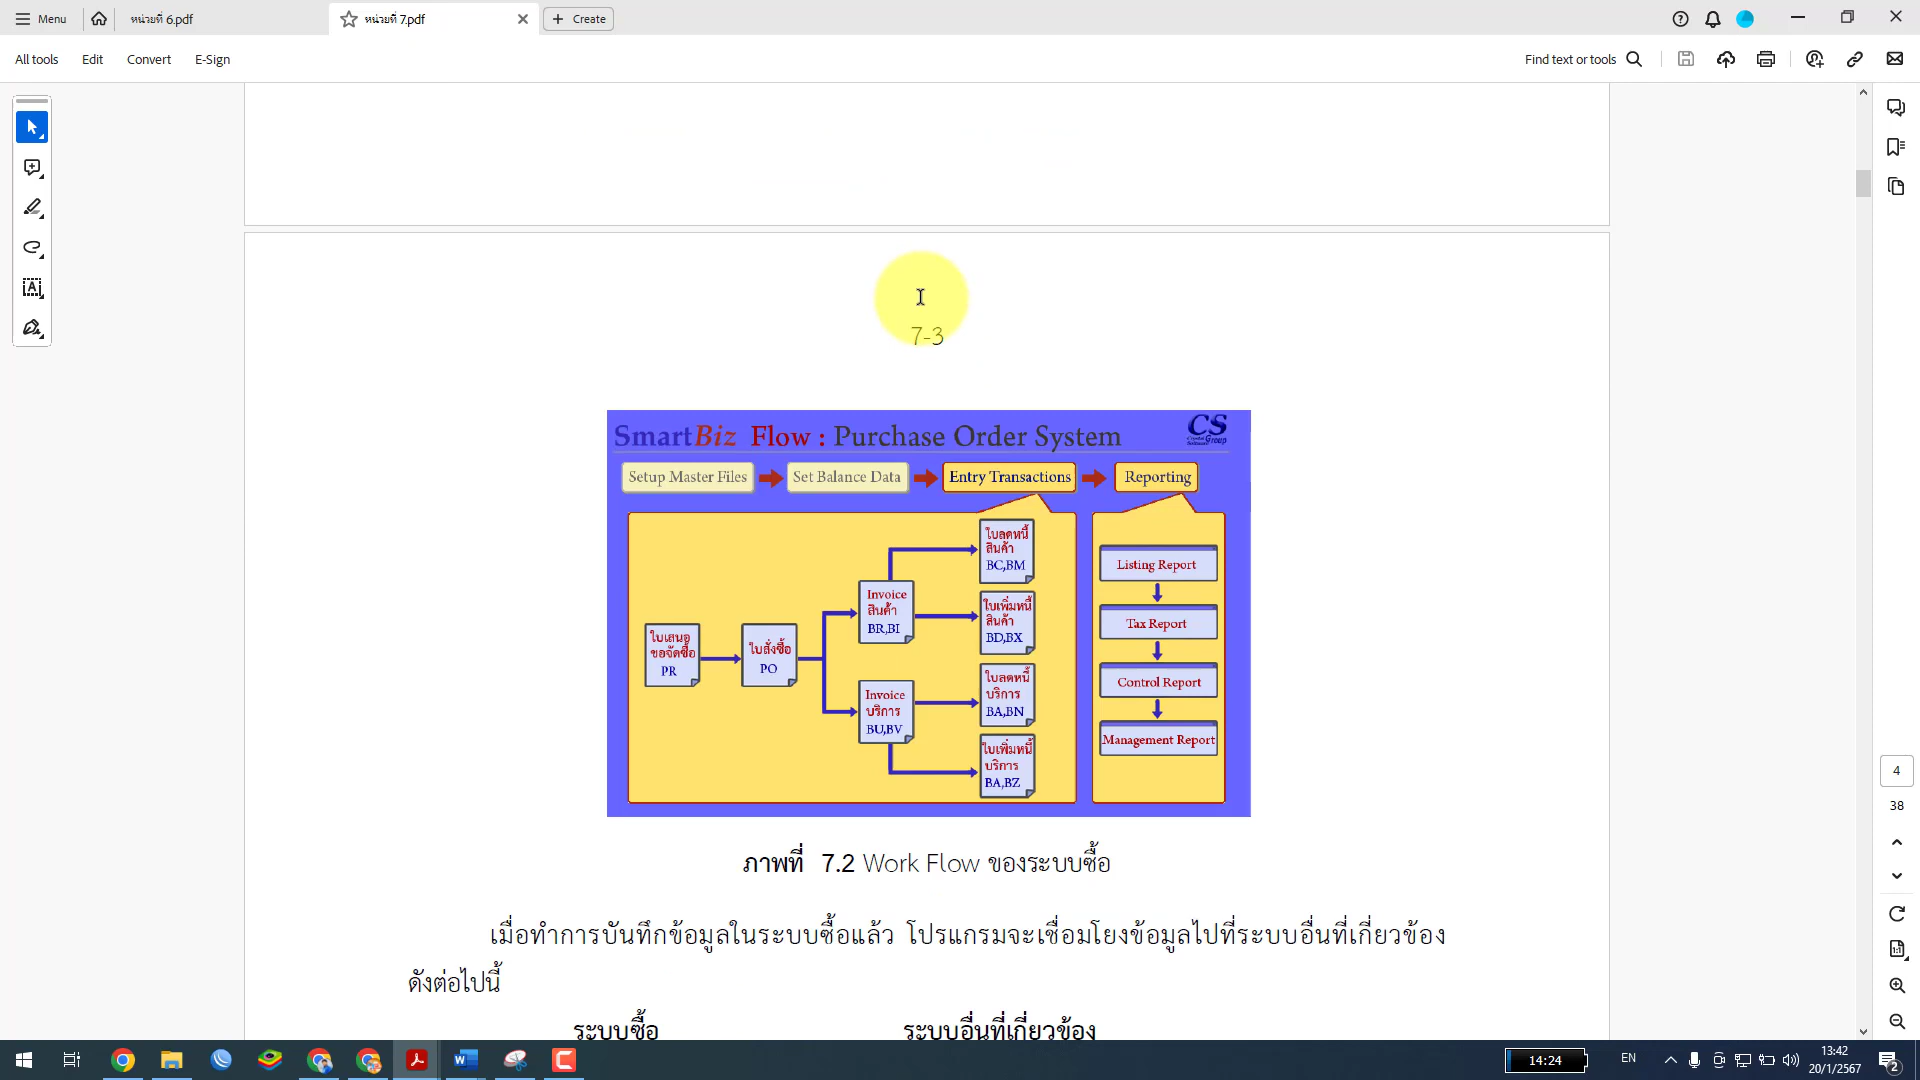 Menu
หน่วยที่ 6.pdf
หน่วยที่ 7.pdf
Create
All tools
Edit
Convert
E-Sign
Find text or tools
7-3
SmartBiz Flow : Purchase Order System
CS
Group
Setup Master Files
Set Balance Data
Entry Transactions
Reporting
ใบลดหนี้
สินค้า
BC,BM
Invoice
สินค้า
BR,BI
ใบเพิ่มหนี้
สินค้า
BD,BX
ใบเสนอ
ขอจัดซื้อ
PR
ใบสั่งซื้อ
PO
Invoice
บริการ
BU,BV
ใบลดหนี้
บริการ
BA,BN
ใบเพิ่มหนี้
บริการ
BA,BZ
Listing Report
Tax Report
Control Report
Management Report
ภาพที่ 7.2 Work Flow ของระบบซื้อ
เมื่อทำการบันทึกข้อมูลในระบบซื้อแล้ว โปรแกรมจะเชื่อมโยงข้อมูลไปที่ระบบอื่นที่เกี่ยวข้อง
ดังต่อไปนี้
ระบบซื้อ
ระบบอื่นที่เกี่ยวข้อง
4
38
14:24
EN
13:42
20/1/2567
2